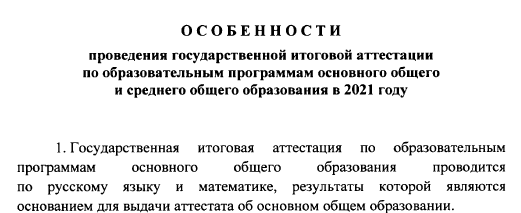 ОСОБЕННОСТИ
проведения государственной итоговой аттестации
по образовательным программам основного общего
и среднего общего образования в 2021 году
1. Государственная итоговая аттестация по образовательным
программам основного общего образования проводится
по русскому языку и математике, результаты которой являются
основанием для выдачи аттестата об основном общем образовании.